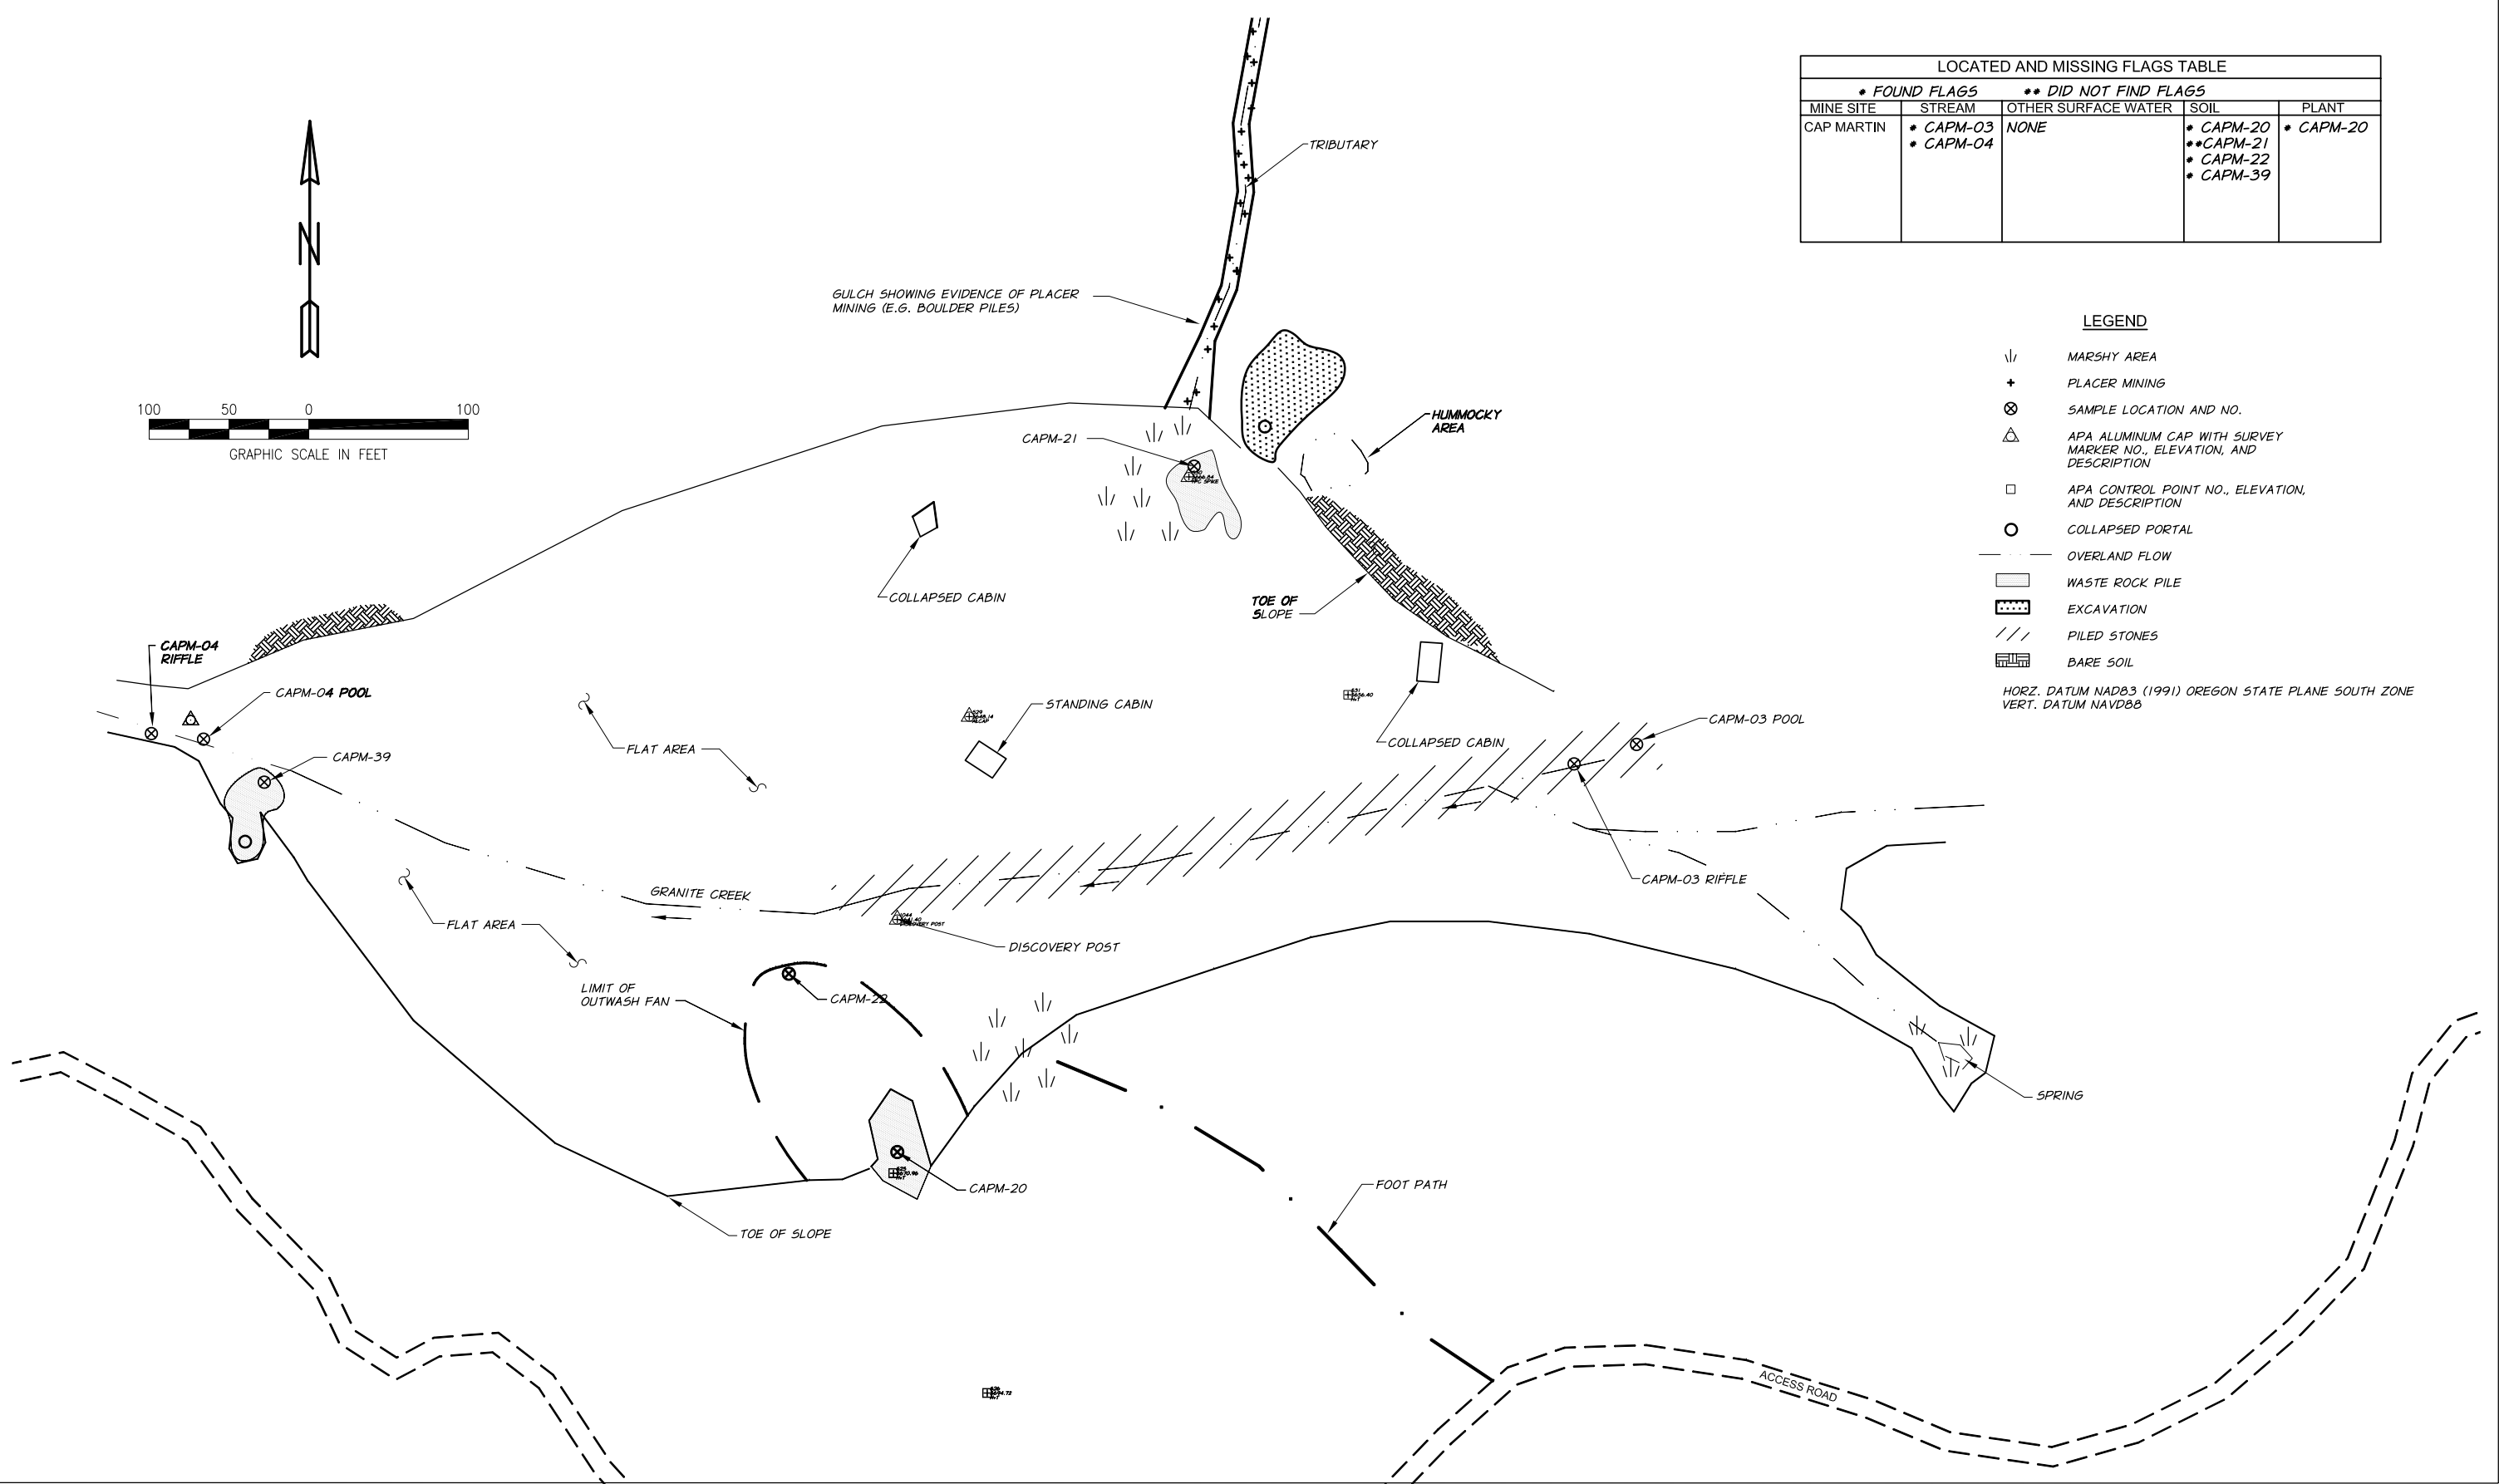 LOCATED AND MISSING FLAGS TABLE
* FOUND FLAGS ** DID NOT FIND FLAGS
MINE SITE STREAM OTHER SURFACE WATER SOIL PLANT
CAP MARTIN * CAPM-03 NONE * CAPM-20 * CAPM-20
* CAPM-04 **CAPM-21
* CAPM-22
* CAPM-39
TRIBUTARY
N
GULCH SHOWING EVIDENCE OF PLACER
MINING (E.G. BOULDER PILES)
100 50 0 100
GRAPHIC SCALE IN FEET
LEGEND
MARSHY AREA
PLACER MINING
SAMPLE LOCATION AND NO.
APA ALUMINUM CAP WITH SURVEY
MARKER NO., ELEVATION, AND
DESCRIPTION
APA CONTROL POINT NO., ELEVATION,
AND DESCRIPTION
COLLAPSED PORTAL
OVERLAND FLOW
WASTE ROCK PILE
EXCAVATION
PILED STONES
BARE SOIL
HORZ. DATUM NAD83 (1991) OREGON STATE PLANE SOUTH ZONE
VERT. DATUM NAVD88
HUMMOCKY
AREA
CAPM-21
COLLAPSED CABIN
TOE OF
SLOPE
CAPM-04
RIFFLE
CAPM-04 POOL
STANDING CABIN
CAPM-03 POOL
FLAT AREA
COLLAPSED CABIN
CAPM-39
CAPM-03 RIFFLE
GRANITE CREEK
FLAT AREA
DISCOVERY POST
DISCOVERY POST
LIMIT OF
OUTWASH FAN
CAPM-22
SPRING
CAPM-20
FOOT PATH
TOE OF SLOPE
ACCESS ROAD